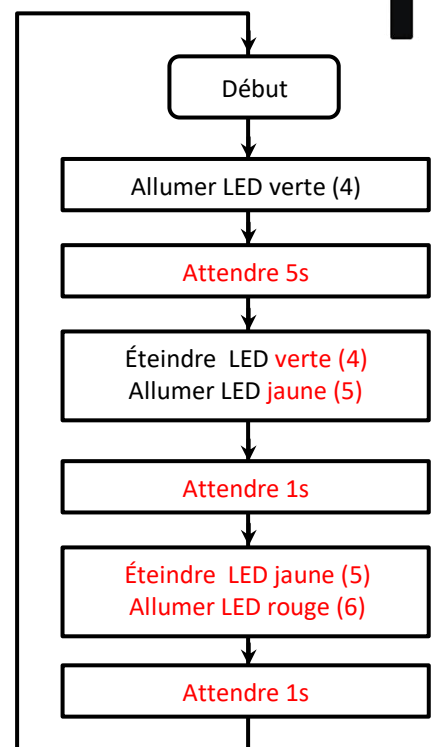 Début
Allumer LED verte (4)
Attendre 5s
Éteindre LED verte (4)
Allumer LED jaune (5)
Attendre 1s
Éteindre LED jaune (5)
Allumer LED rouge (6)
Attendre 1s